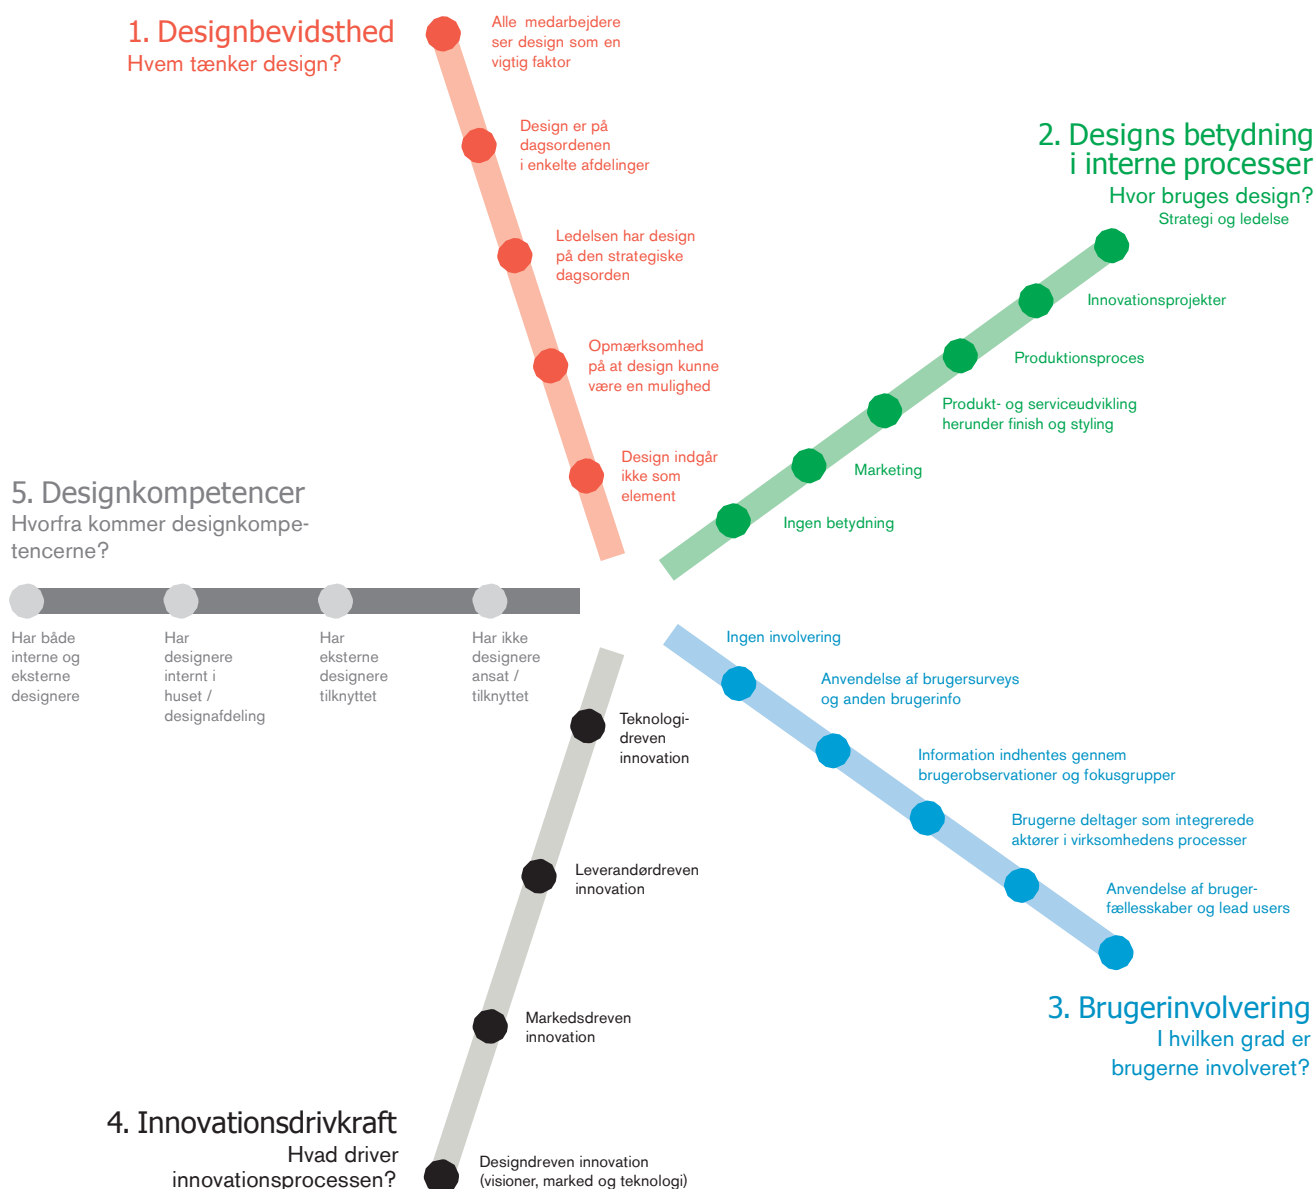 1. Designbevidsthed
Hvem tænker design?
Alle medarbejdere
ser design som en
vigtig faktor
Design er på
dagsordenen
i enkelte afdelinger
Ledelsen har design
på den strategiske
dagsorden
Opmærksomhed
på at design kunne
være en mulighed
Design indgår
ikke som
element
2. Designs betydning
i interne processer
Hvor bruges design?
Strategi og ledelse
Innovationsprojekter
Produktionsproces
Produkt- og serviceudvikling
herunder finish og styling
Marketing
Ingen betydning
5. Designkompetencer
Hvorfra kommer designkompe-
tencerne?
Har både
interne og
eksterne
designere
Har
designere
internt i
huset /
designafdeling
Har
eksterne
designere
tilknyttet
Har ikke
designere
ansat /
tilknyttet
Ingen involvering
Anvendelse af brugersurveys
og anden brugerinfo
Information indhentes gennem
brugerobservationer og fokusgrupper
Brugerne deltager som integrerede
aktører i virksomhedens processer
Anvendelse af bruger-
fællesskaber og lead users
3. Brugerinvolvering
I hvilken grad er
brugerne involveret?
Teknologi-
dreven
innovation
Leverandørdreven
innovation
Markedsdreven
innovation
4. Innovationsdrivkraft
Hvad driver
innovationsprocessen?
Designdreven innovation
(visioner, marked og teknologi)